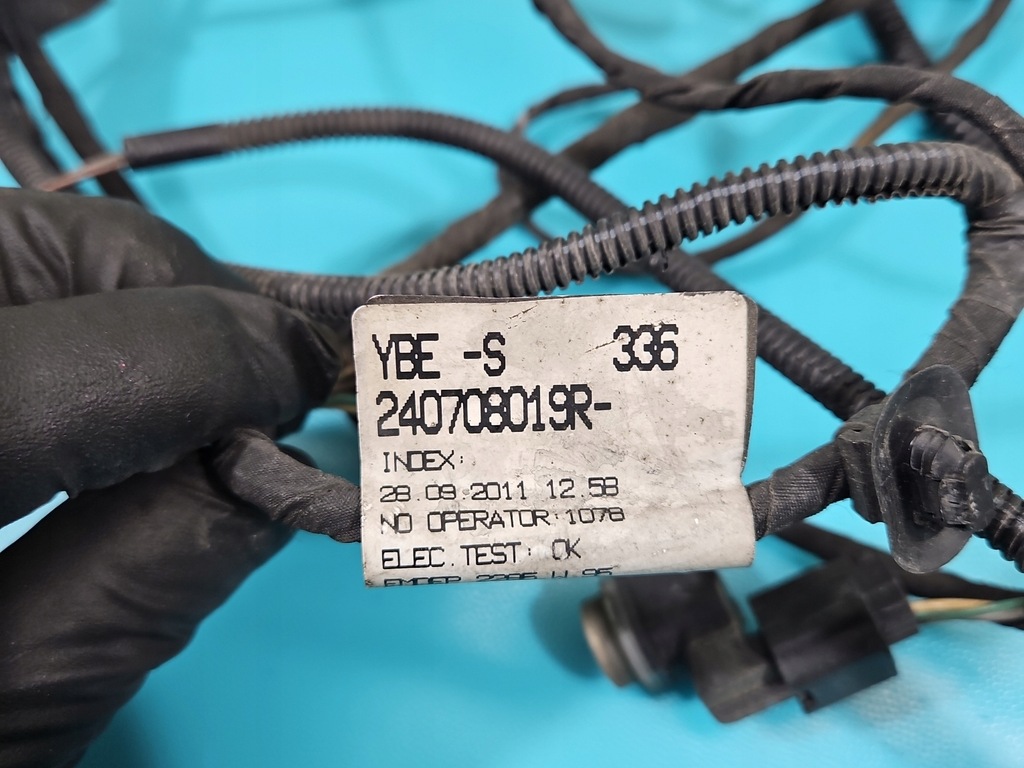 YBE -S 336
240708019R-
INDEX:
28.09.2011 12.58
NO OPERATOR:1078
ELEC.TEST: OK